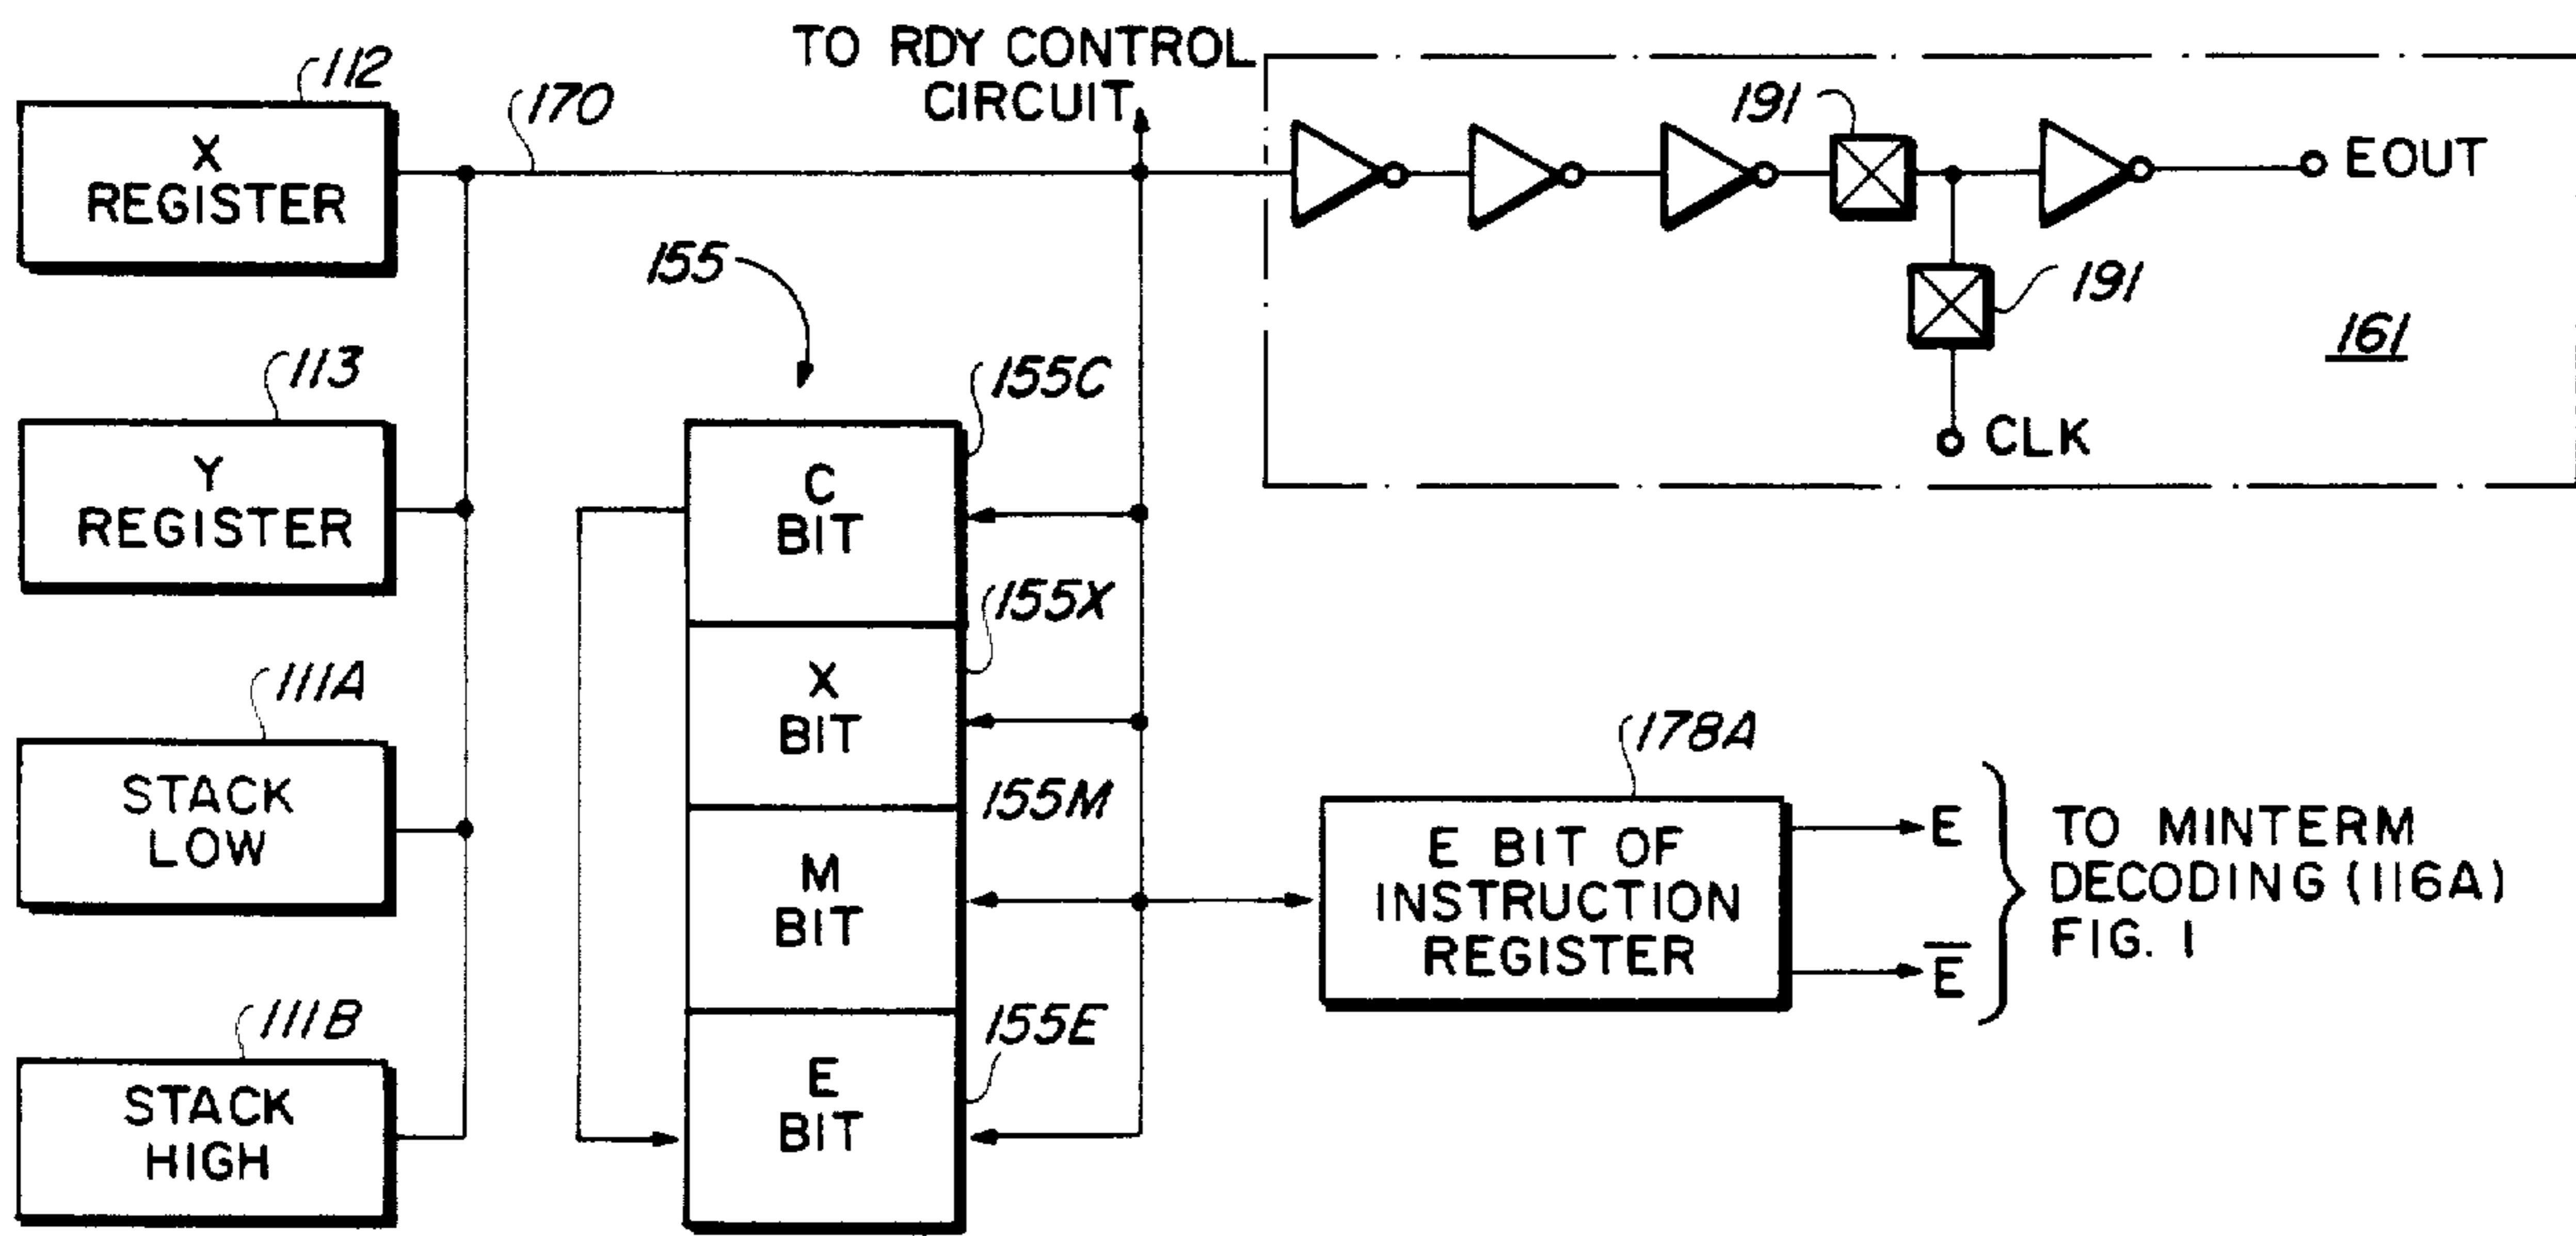 112
X
REGISTER
170
TO RDY CONTROL
CIRCUIT
191
EOUT
191
161
CLK
113
Y
REGISTER
155
155C
C
BIT
155X
X
BIT
155M
M
BIT
155E
E
BIT
111A
STACK
LOW
111B
STACK
HIGH
178A
E BIT OF
INSTRUCTION
REGISTER
E
E̅
TO MINTERM
DECODING (116A)
FIG. 1